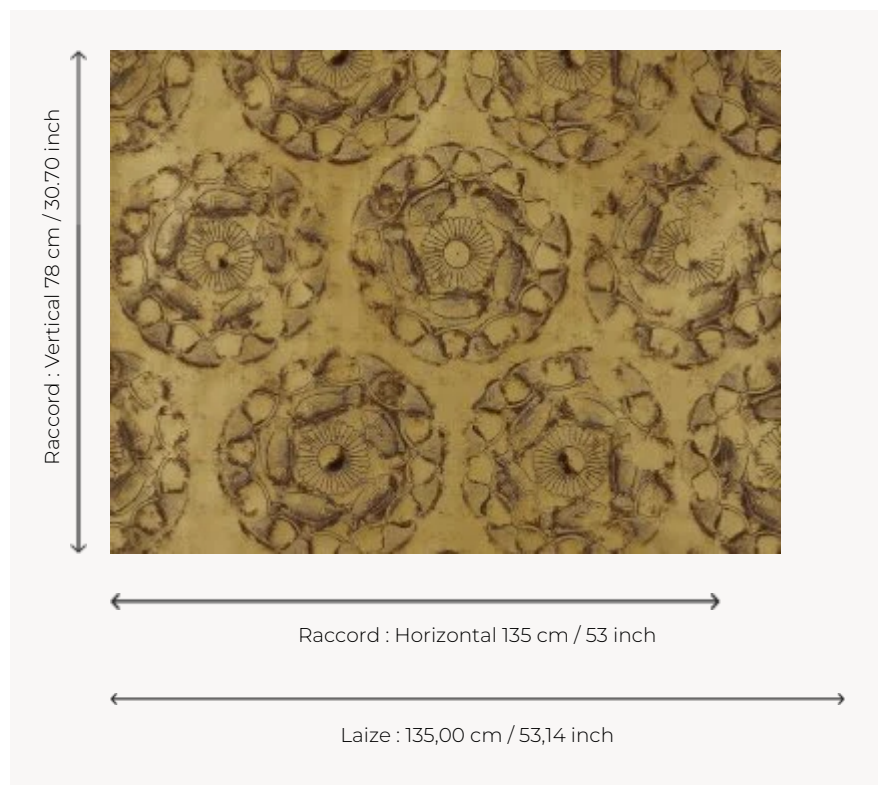 Raccord : Vertical 78 cm / 30.70 inch
Raccord : Horizontal 135 cm / 53 inch
Laize : 135,00 cm / 53,14 inch